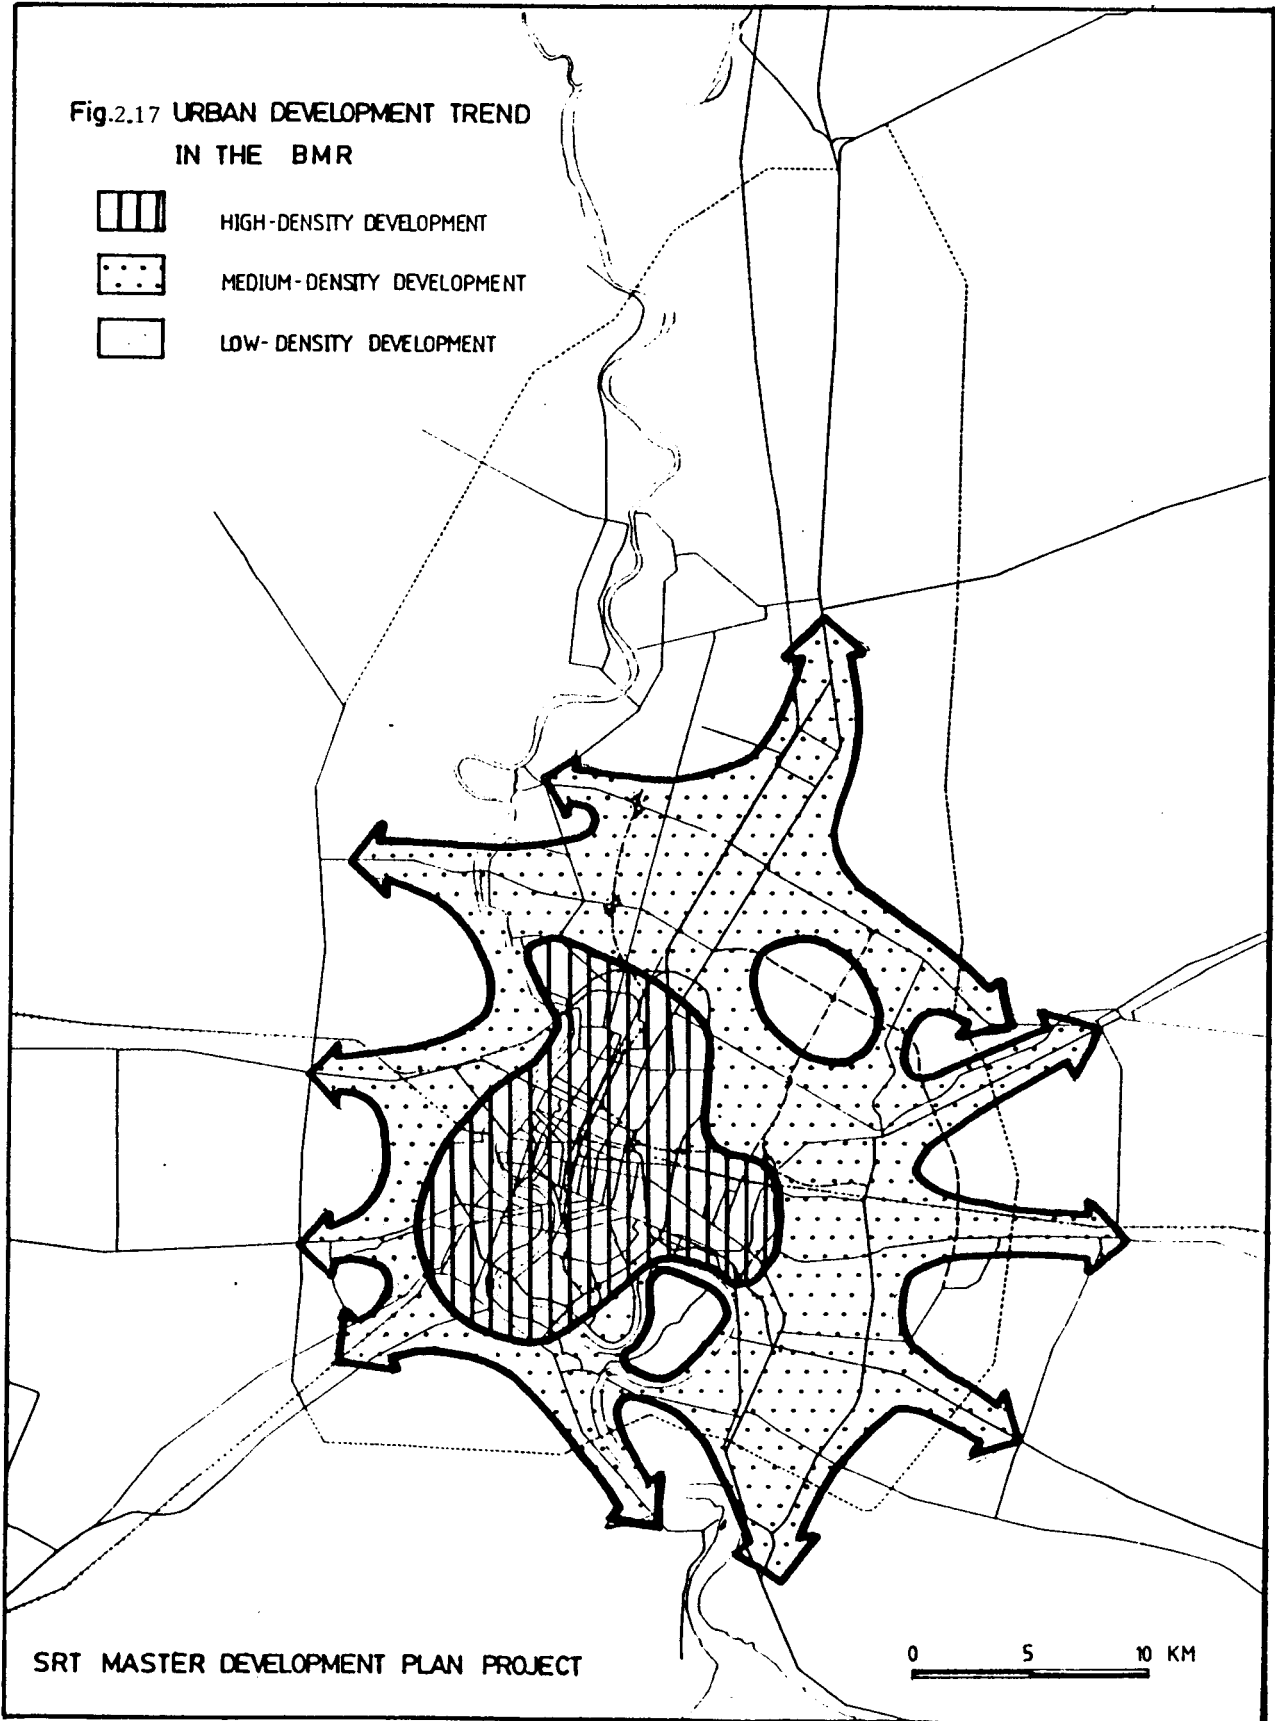 Fig.2.17 URBAN DEVELOPMENT TREND
IN THE BMR
HIGH-DENSITY DEVELOPMENT
MEDIUM-DENSITY DEVELOPMENT
LOW-DENSITY DEVELOPMENT
SRT MASTER DEVELOPMENT PLAN PROJECT
0 5 10 KM